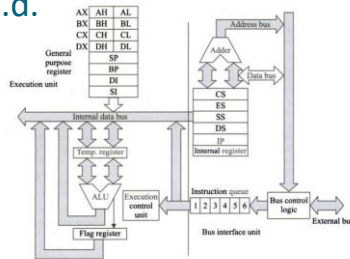 .d.
AX AH AL
BX BH BL
CX CH CL
DX DH DL
General
purpose
register
SP
BP
DI
SI
Execution unit
Address bus
Adder
Data bus
CS
ES
SS
DS
IP
Internal register
Internal data bus
Temp. register
ALU
Flag register
Execution
control
unit
Instruction queue
1 2 3 4 5 6
Bus control
logic
External bus
Bus interface unit